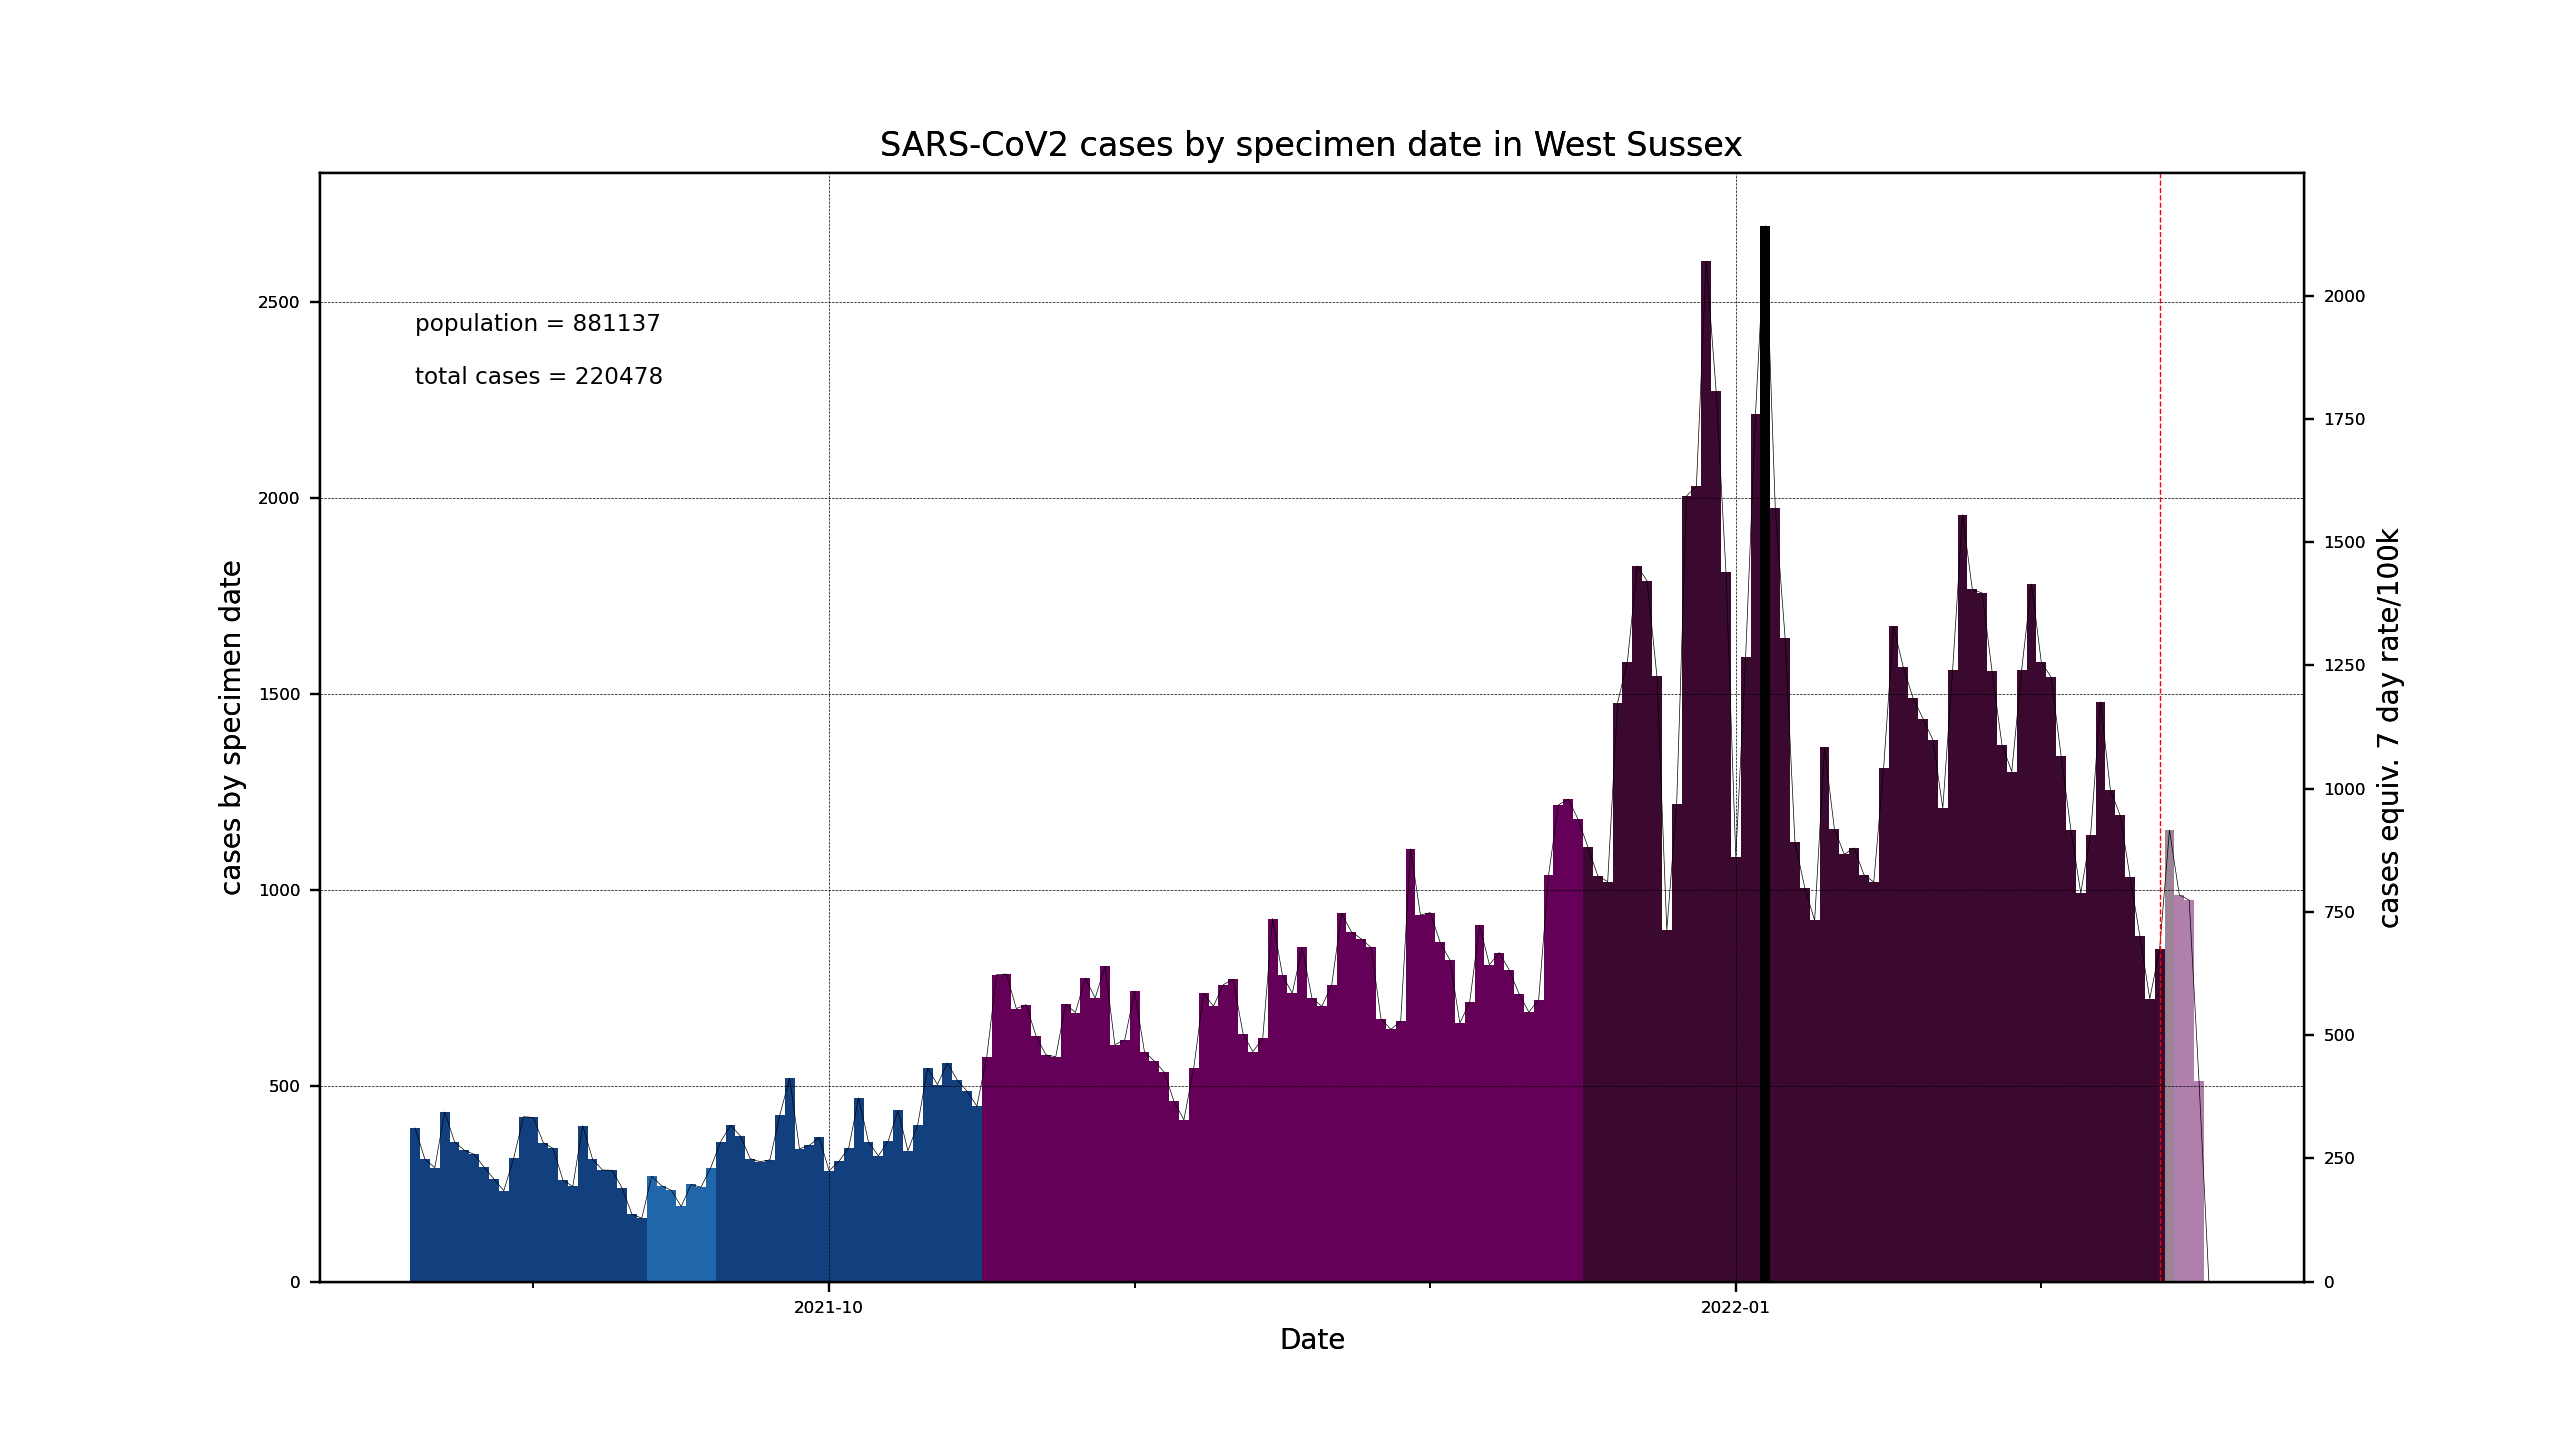 SARS-CoV2 cases by specimen date in West Sussex
population = 881137
total cases = 220478
cases by specimen date
2500
2000
1500
1000
500
0
2000
1750
1500
1250
1000
750
500
250
0
cases equiv. 7 day rate/100k
2021-10
2022-01
Date